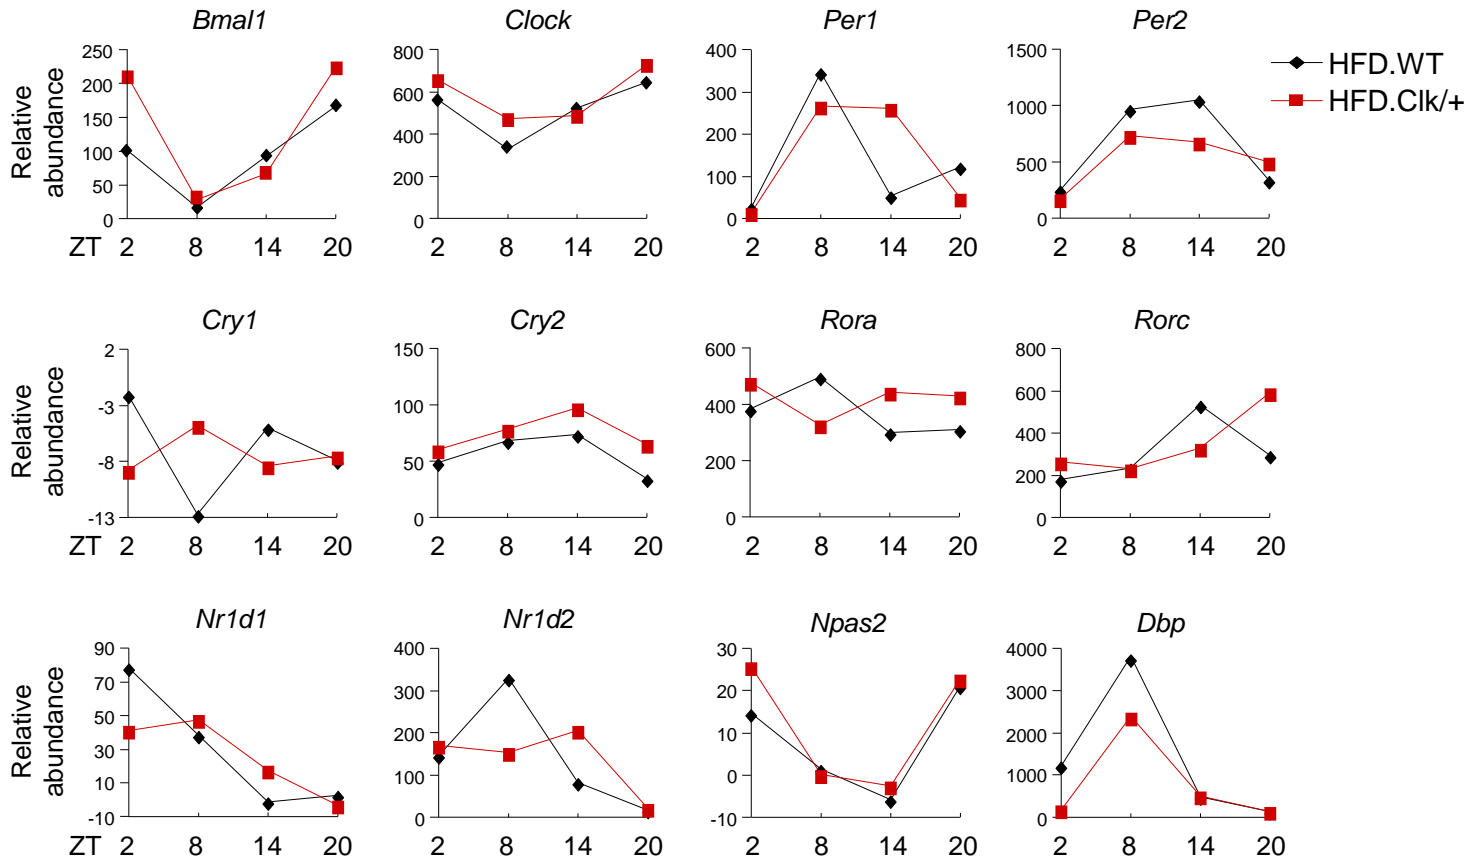 Bmal1 Clock Per1 Per2
HFD.WT
HFD.Clk/+
Relative abundance
250 200 150 100 50 0
800 600 400 200 0
400 300 200 100 0
1500 1000 500 0
ZT 2 8 14 20 2 8 14 20 2 8 14 20 2 8 14 20
Cry1 Cry2 Rora Rorc
Relative abundance
2 -3 -8 -13
150 100 50 0
600 400 200 0
800 600 400 200 0
ZT 2 8 14 20 2 8 14 20 2 8 14 20 2 8 14 20
Nr1d1 Nr1d2 Npas2 Dbp
Relative abundance
90 70 50 30 10 -10
400 300 200 100 0
30 20 10 0 -10
4000 3000 2000 1000 0
ZT 2 8 14 20 2 8 14 20 2 8 14 20 2 8 14 20